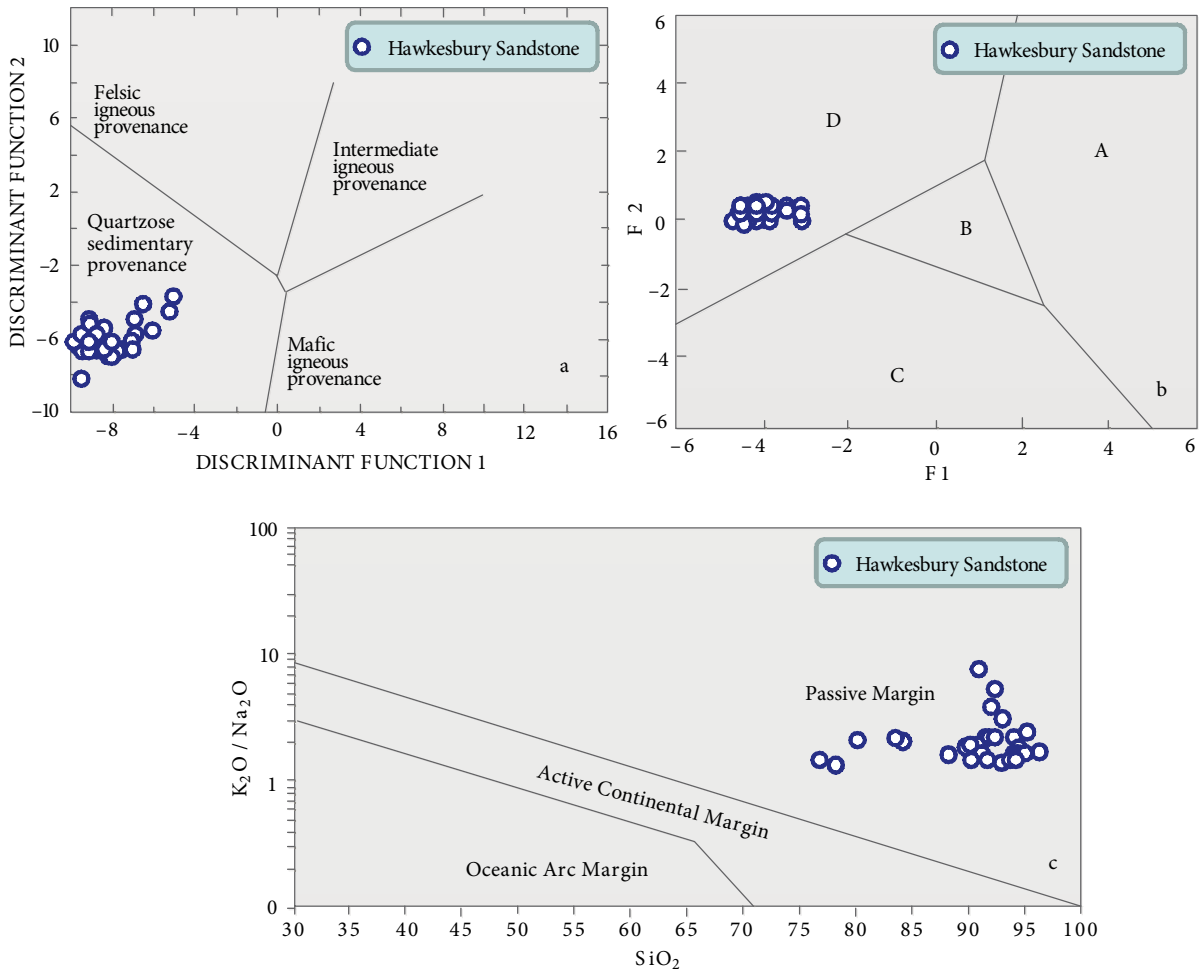 Hawkesbury Sandstone
10
6
2
−2
−6
−10
DISCRIMINANT FUNCTION 2
Felsic
igneous
provenance
Intermediate
igneous
provenance
Quartzose
sedimentary
provenance
Mafic
igneous
provenance
a
−8
−4
0
4
8
12
16
DISCRIMINANT FUNCTION 1
Hawkesbury Sandstone
6
4
2
0
−2
−4
−6
F 2
D
A
B
C
b
−6
−4
−2
0
2
4
6
F 1
Hawkesbury Sandstone
100
10
1
0
K2O / Na2O
Passive Margin
Active Continental Margin
Oceanic Arc Margin
c
30 35 40 45 50 55 60 65 70 75 80 85 90 95 100
SiO2